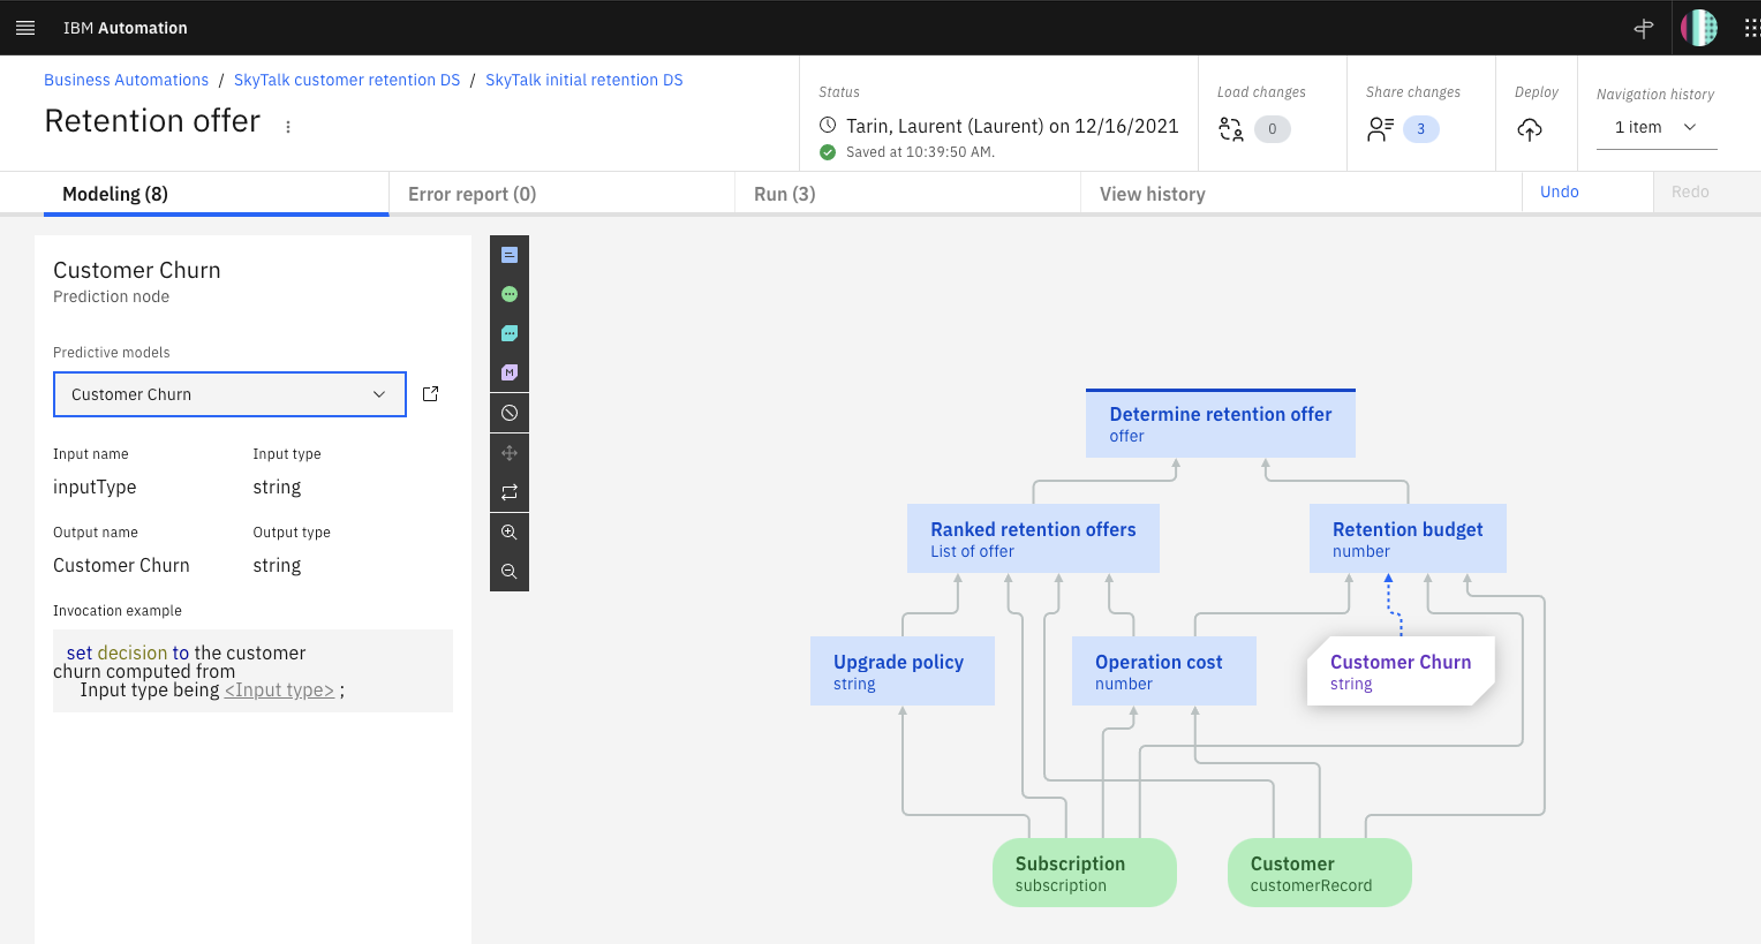 IBM Automation
Business Automations / SkyTalk customer retention DS / SkyTalk initial retention DS
Retention offer
Status
Tarin, Laurent (Laurent) on 12/16/2021
Saved at 10:39:50 AM.
Load changes
0
Share changes
3
Deploy
Navigation history
1 item
Modeling (8)
Error report (0)
Run (3)
View history
Undo
Redo
Customer Churn
Prediction node
Predictive models
Customer Churn
Input name Input type
inputType string
Output name Output type
Customer Churn string
Invocation example
set decision to the customer
churn computed from
Input type being <Input type> ;
M
Determine retention offer
offer
Ranked retention offers
List of offer
Retention budget
number
Upgrade policy
string
Operation cost
number
Customer Churn
string
Subscription
subscription
Customer
customerRecord